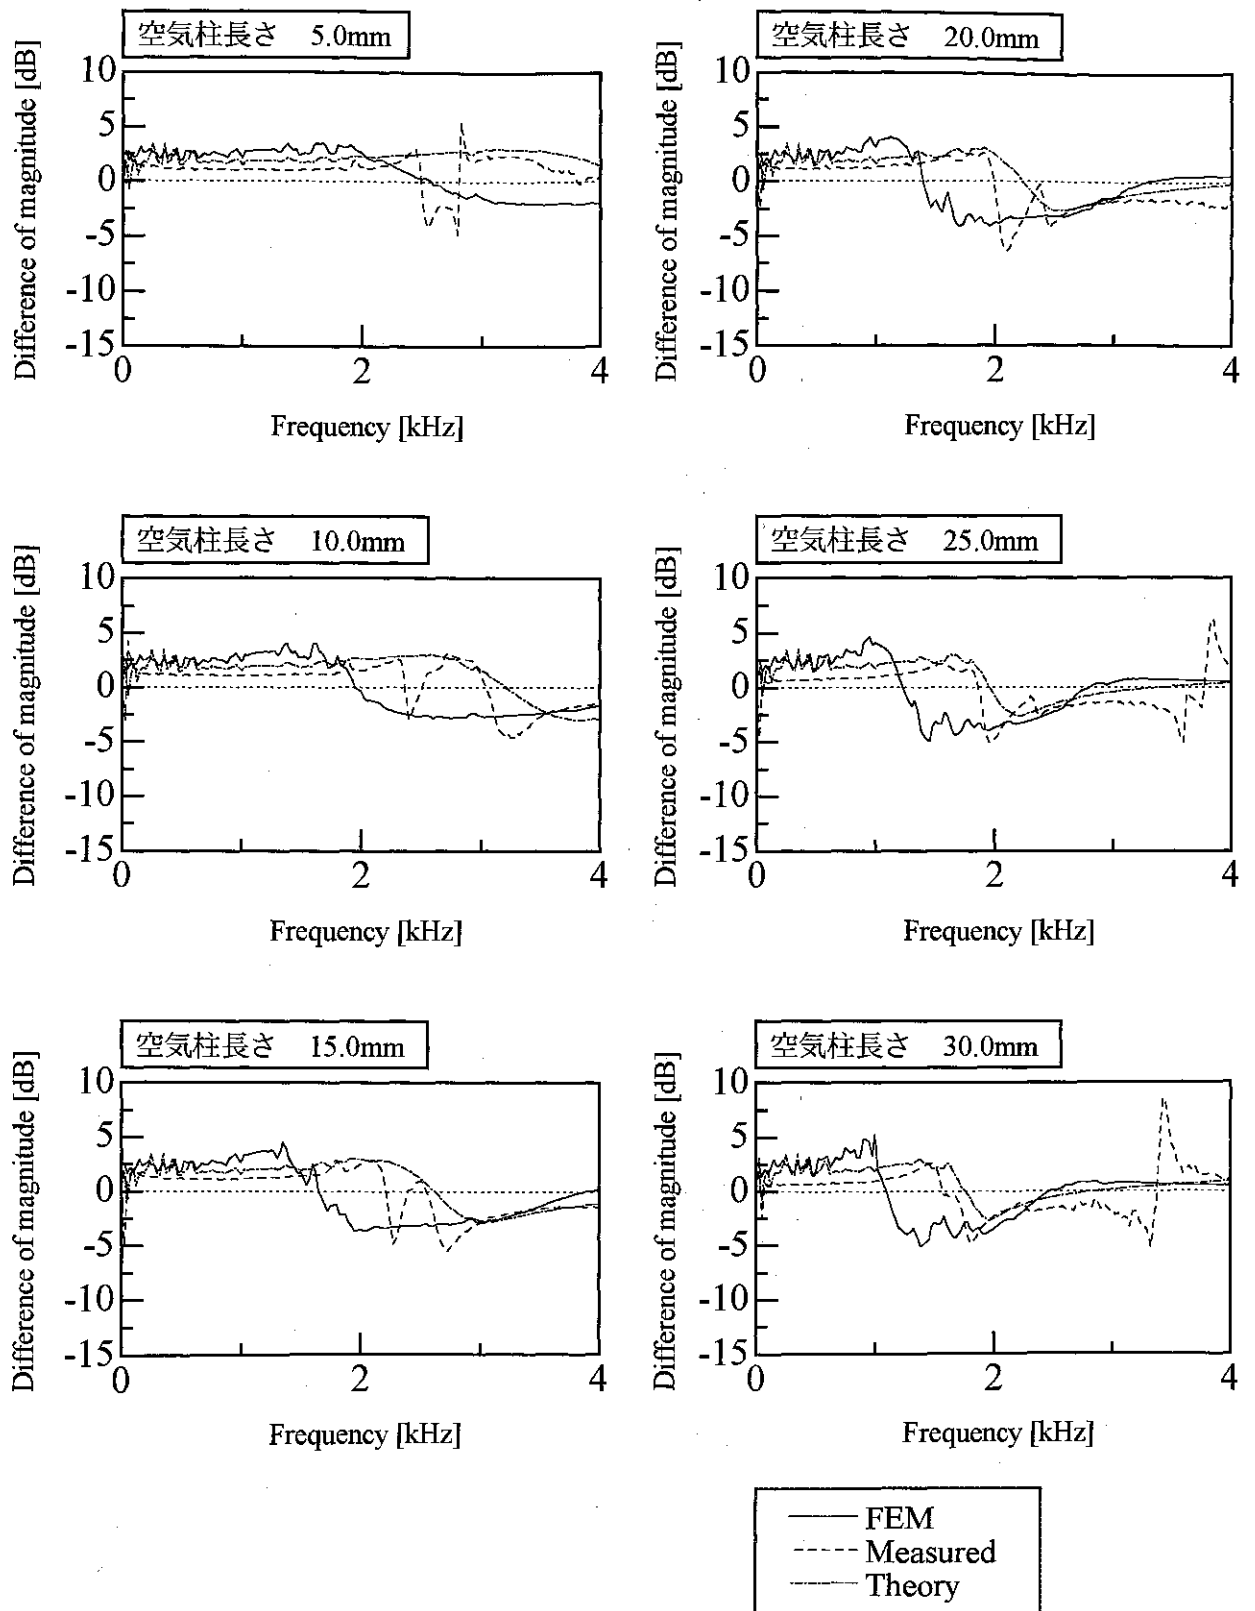 空気柱長さ 5.0mm
Difference of magnitude [dB]
10
5
0
-5
-10
-15
0
2
4
Frequency [kHz]
空気柱長さ 20.0mm
Difference of magnitude [dB]
10
5
0
-5
-10
-15
0
2
4
Frequency [kHz]
空気柱長さ 10.0mm
Difference of magnitude [dB]
10
5
0
-5
-10
-15
0
2
4
Frequency [kHz]
空気柱長さ 25.0mm
Difference of magnitude [dB]
10
5
0
-5
-10
-15
0
2
4
Frequency [kHz]
空気柱長さ 15.0mm
Difference of magnitude [dB]
10
5
0
-5
-10
-15
0
2
4
Frequency [kHz]
空気柱長さ 30.0mm
Difference of magnitude [dB]
10
5
0
-5
-10
-15
0
2
4
Frequency [kHz]
FEM
Measured
Theory